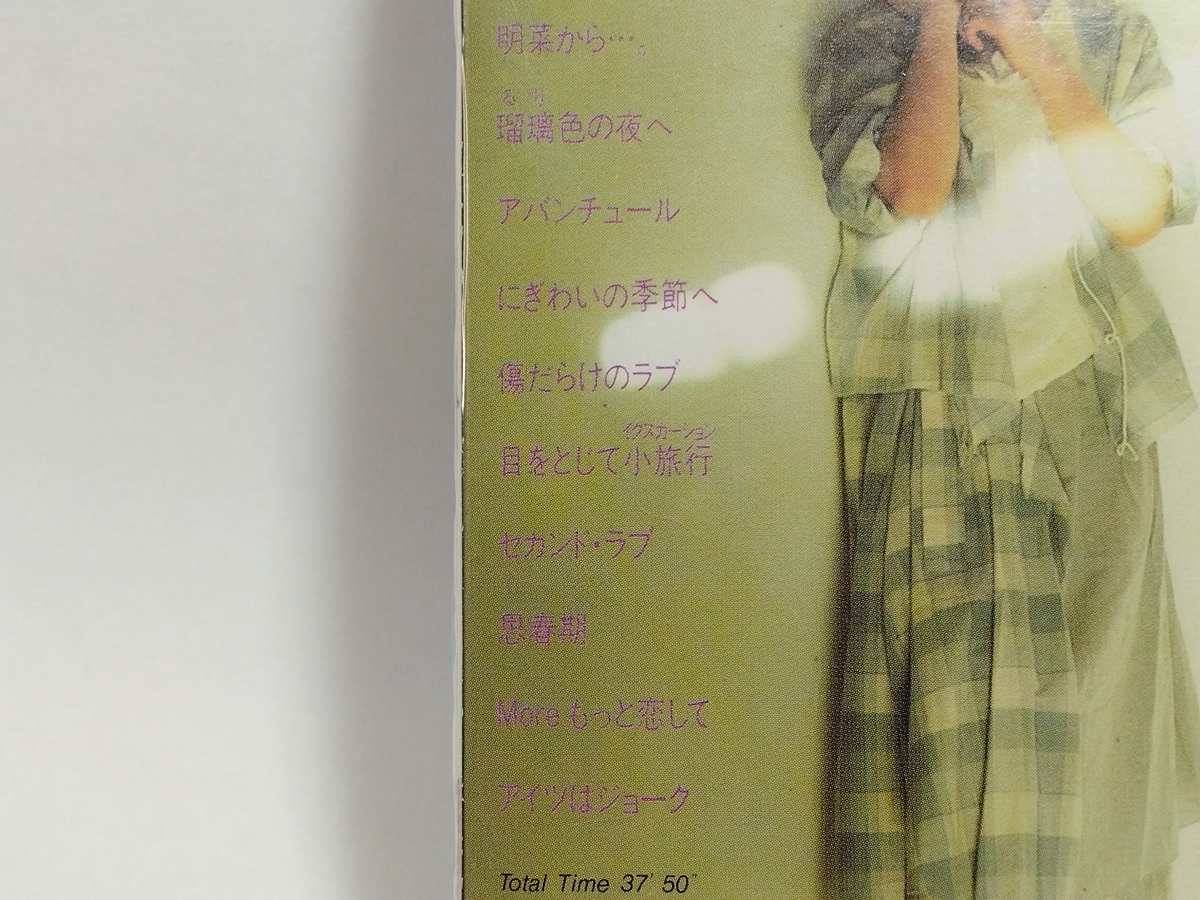 明菜から…。
るり
瑠璃色の夜へ
アバンチュール
にぎわいの季節へ
傷だらけのラブ
イクスカーション
目をとじて小旅行
セカンド・ラブ
思春期
Moreもっと恋して
アイツはジョーク
Total Time 37' 50"